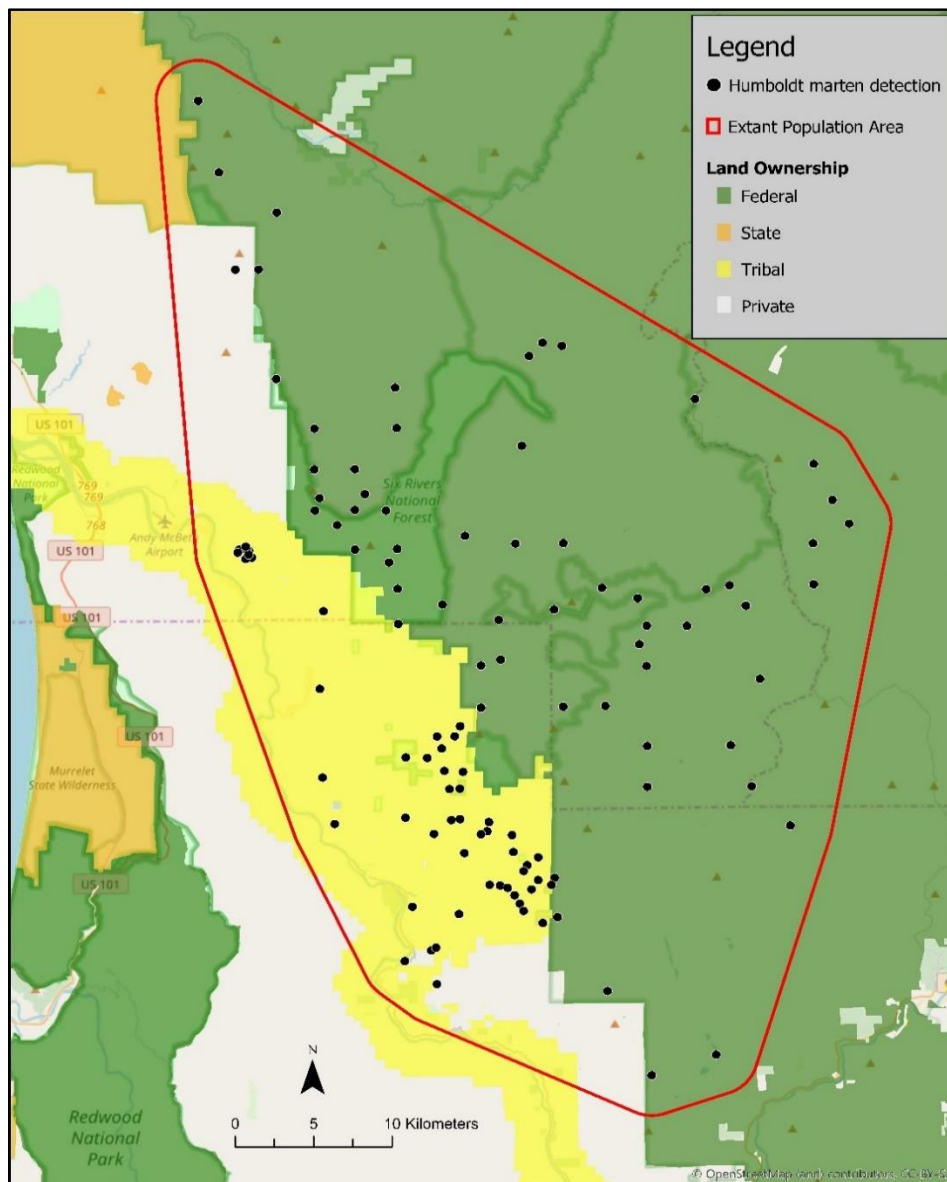 Legend
Humboldt marten detection
Extant Population Area
Land Ownership
Federal
State
Tribal
Private
US 101
Redwood
National
Park
769
769
768
Andy McBeth
Airport
Six Rivers
National
Forest
US 101
US 101
US 101
Murrelet
State Wilderness
US 101
N
0 5 10 Kilometers
Redwood
National
Park
© OpenStreetMap (and) contributors, CC-BY-S